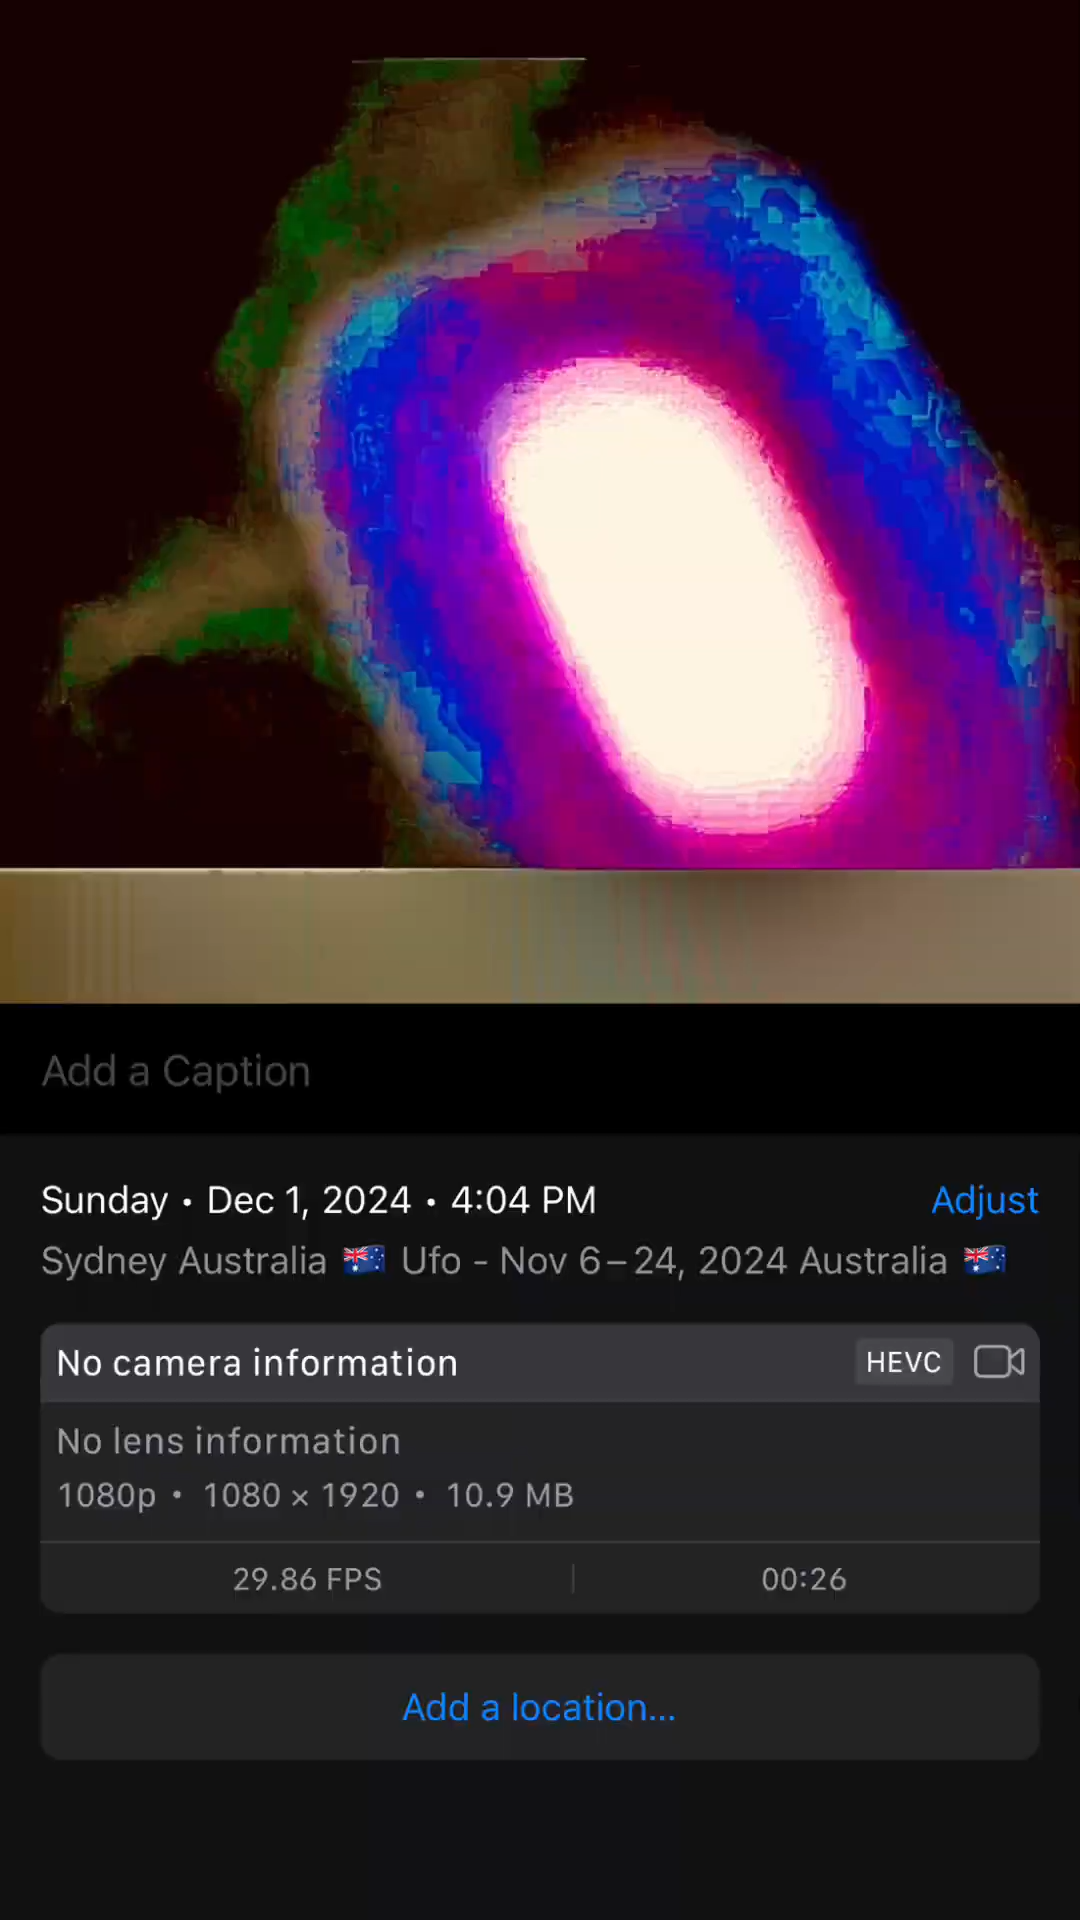 Add a Caption
Sunday • Dec 1, 2024 • 4:04 PM
Adjust
Sydney Australia 🇦🇺 Ufo - Nov 6–24, 2024 Australia 🇦🇺
No camera information
HEVC
No lens information
1080p • 1080 × 1920 • 10.9 MB
29.86 FPS
00:26
Add a location...